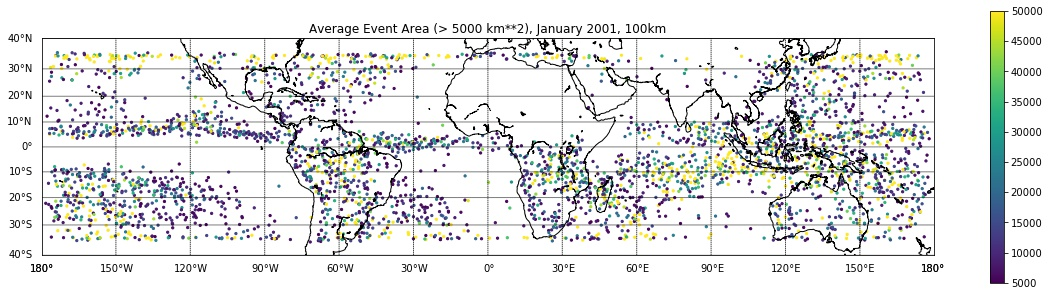 Average Event Area (> 5000 km**2), January 2001, 100km
40°N
30°N
20°N
10°N
0°
10°S
20°S
30°S
40°S
180° 150°W 120°W 90°W 60°W 30°W 0° 30°E 60°E 90°E 120°E 150°E 180°
50000
45000
40000
35000
30000
25000
20000
15000
10000
5000